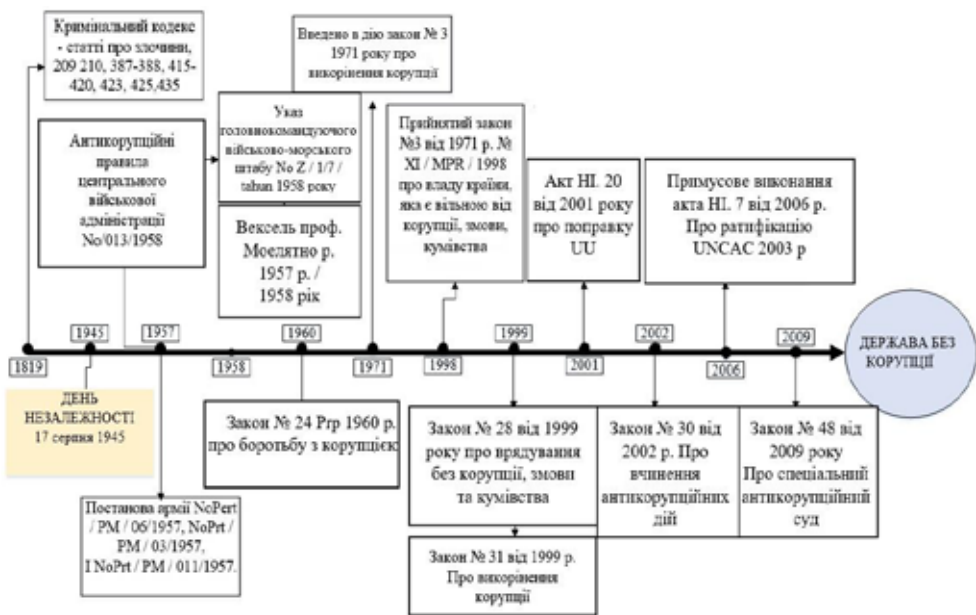 Кримінальний кодекс
- статті про злочини,
209 210, 387-388, 415-
420, 423, 425,435
Введено в дію закон № 3
1971 року про
викорінення корупції
Антикорупційні
правила
центрального
військової
адміністрації
No/013/1958
Указ
головнокомандуючого
військово-морського
штабу No Z / 1/7 /
tahun 1958 року
Вексель проф.
Моелятно р.
1957 р. /
1958 рік
Прийнятий закон
№3 від 1971 р. №
XI / MPR / 1998
про владу країни,
яка є вільною від
корупції, змови,
кумівства
Акт HI. 20
від 2001 року
про поправку
UU
Примусове виконання
акта HI. 7 від 2006 р.
Про ратифікацію
UNCAC 2003 р
1819
1945
1957
1958
1960
1971
1998
1999
2001
2002
2006
2009
ДЕРЖАВА БЕЗ
КОРУПЦІЇ
ДЕНЬ
НЕЗАЛЕЖНОСТІ
17 серпня 1945
Постанова армії NoPert
/ PM / 06/1957, NoPrt /
PM / 03/1957,
I NoPrt / PM / 011/1957.
Закон № 24 Prp 1960 р.
про боротьбу з корупцією
Закон № 28 від 1999
року про врядування
без корупції, змови
та кумівства
Закон № 31 від 1999 р.
Про викорінення
корупції
Закон № 30 від
2002 р. Про
вчинення
антикорупційних
дій
Закон № 48 від
2009 року
Про спеціальний
антикорупційний
суд